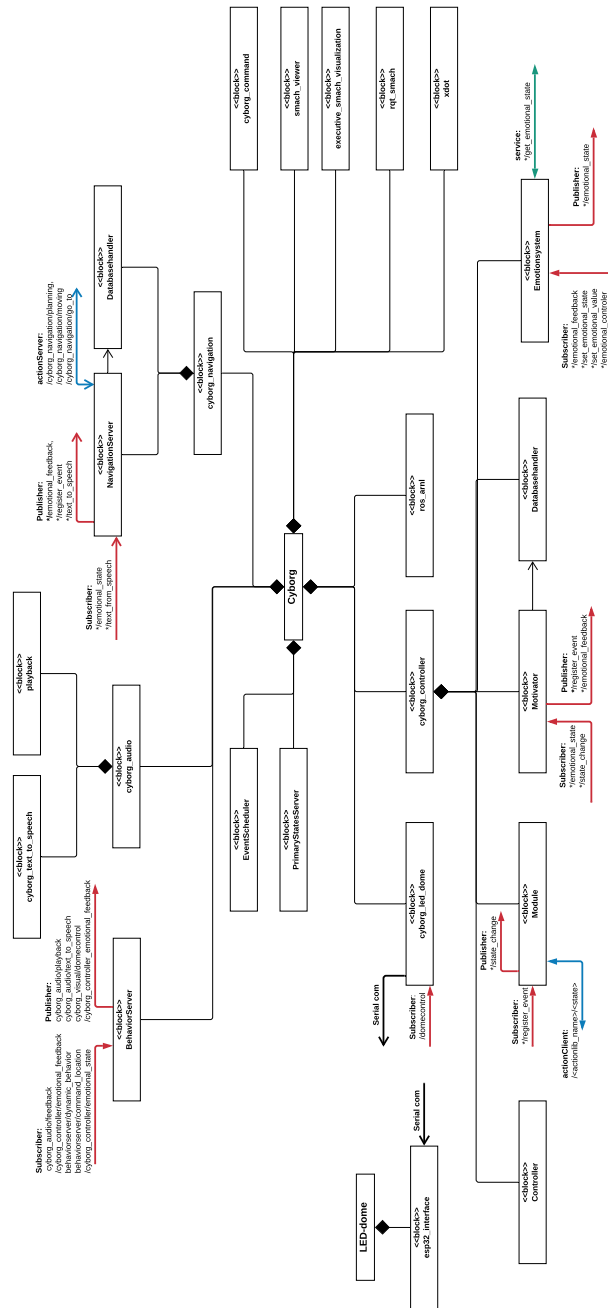 Subscriber:
cyborg_audio/feedback
/cyborg_controller/emotional_feedback
behaviorserver/dynamic_behavior
behaviorserver/command_location
/cyborg_controller/emotional_state
Publisher:
cyborg_audio/playback
cyborg_audio/text_to_speech
cyborg_visual/domecontrol
/cyborg_controller_emotional_feedback
<<block>>
BehaviorServer
<<block>>
cyborg_text_to_speech
<<block>>
playback
<<block>>
cyborg_audio
Subscriber:
*/emotional_state
*/text_from_speech
Publisher:
*/emotional_feedback,
*/register_event
*/text_to_speech
actionServer:
/cyborg_navigation/planning,
/cyborg_navigation/moving
/cyborg_navigation/go_to
<<block>>
NavigationServer
<<block>>
Databasehandler
<<block>>
cyborg_navigation
<<block>>
EventScheduler
<<block>>
PrimaryStatesServer
Cyborg
<<block>>
cyborg_command
<<block>>
smach_viewer
<<block>>
executive_smach_visualization
<<block>>
rqt_smach
<<block>>
xdot
LED-dome
<<block>>
esp32_interface
Serial com
Serial com
Subscriber:
/domecontrol
<<block>>
cyborg_led_dome
<<block>>
cyborg_controller
<<block>>
ros_arnl
<<block>>
Controller
Publisher:
*/state_change
Subscriber:
*/register_event
actionClient:
/<actionlib_name>/<state>
<<block>>
Module
Subscriber:
*/emotional_state
*/state_change
Publisher:
*/register_event
*/emotional_feedback
<<block>>
Motivator
<<block>>
Databasehandler
<<block>>
Emotionsystem
service:
*/get_emotional_state
Publisher:
*/emotional_state
Subscriber:
*/emotional_feedback
*/set_emotional_state
*/set_emotional_value
*/emotional_controler